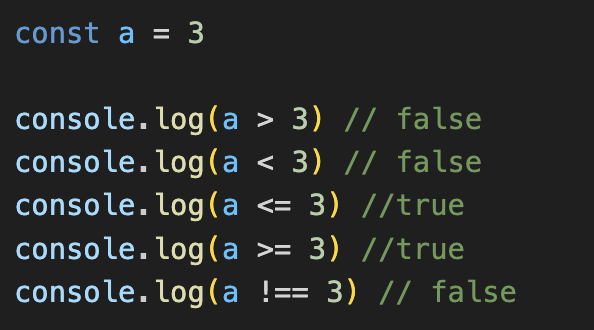 const a = 3
console.log(a > 3) // false
console.log(a < 3) // false
console.log(a <= 3) //true
console.log(a >= 3) //true
console.log(a !== 3) // false